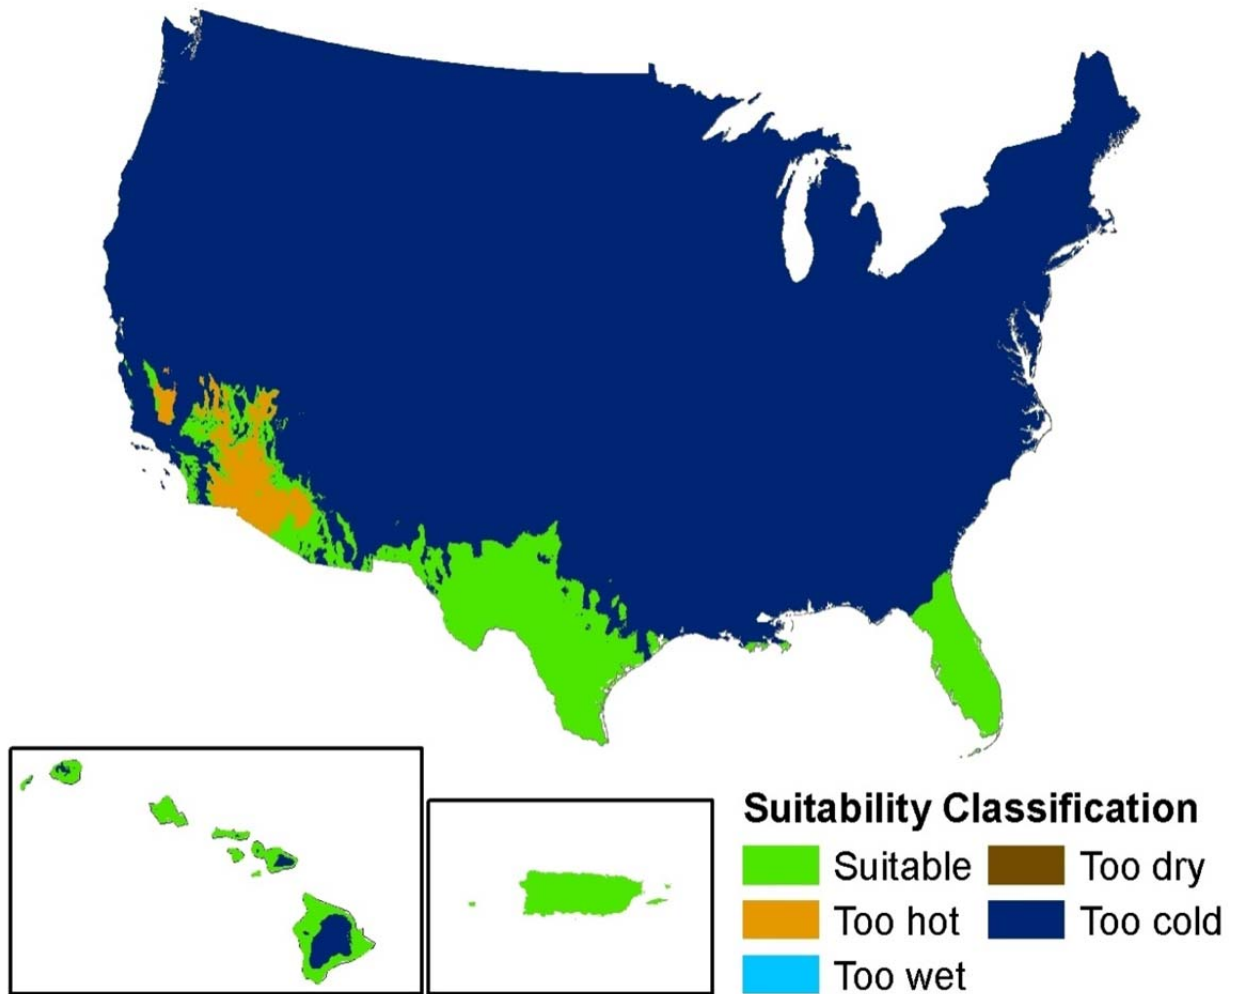 Suitability Classification
Suitable
Too dry
Too hot
Too cold
Too wet